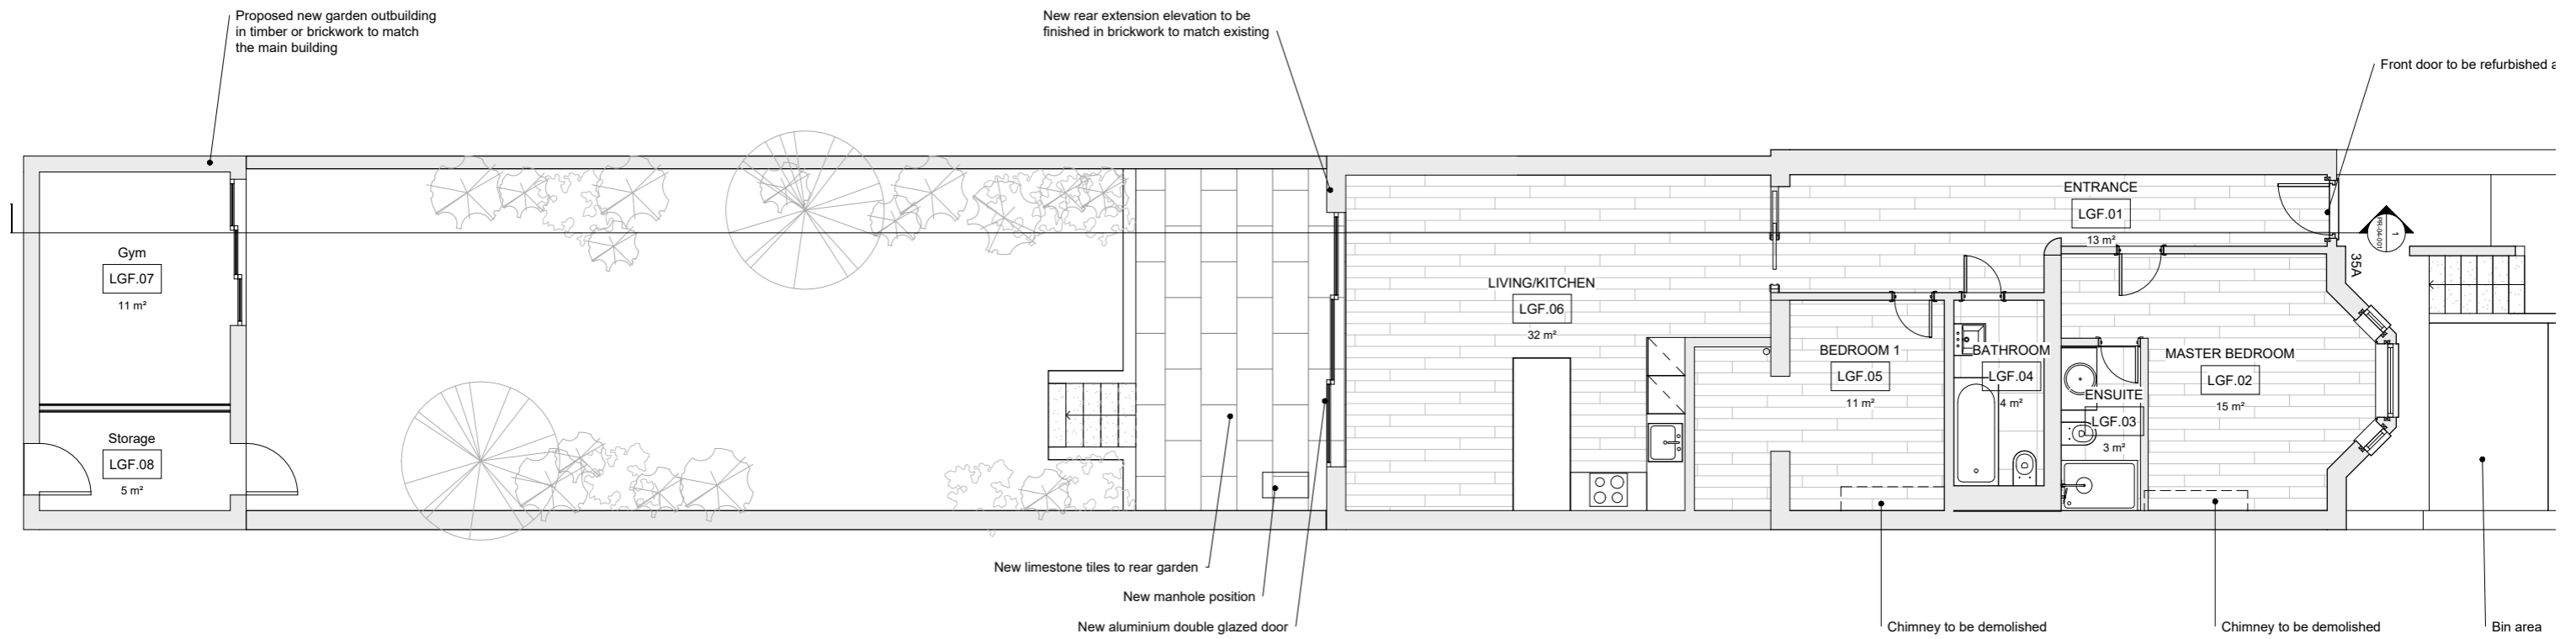 Proposed new garden outbuilding
in timber or brickwork to match
the main building
New rear extension elevation to be
finished in brickwork to match existing
Front door to be refurbished a
Gym
LGF.07
11 m²
Storage
LGF.08
5 m²
LIVING/KITCHEN
LGF.06
32 m²
ENTRANCE
LGF.01
13 m²
1
35A
BEDROOM 1
LGF.05
11 m²
BATHROOM
LGF.04
4 m²
ENSUITE
LGF.03
3 m²
MASTER BEDROOM
LGF.02
15 m²
New limestone tiles to rear garden
New manhole position
New aluminium double glazed door
Chimney to be demolished
Chimney to be demolished
Bin area